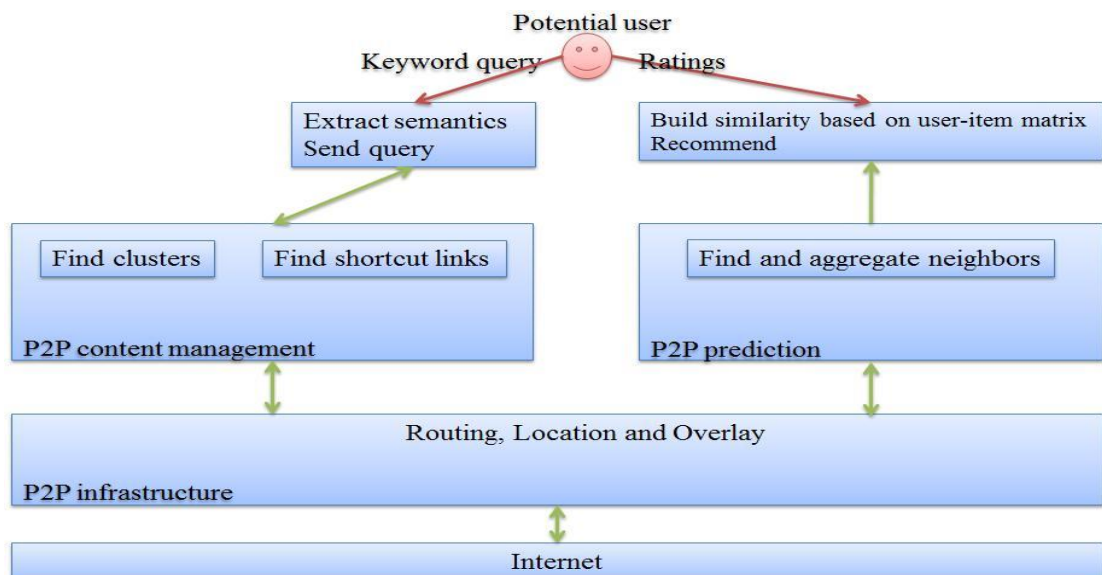 Potential user
Keyword query
Ratings
Extract semantics
Send query
Build similarity based on user-item matrix
Recommend
Find clusters
Find shortcut links
P2P content management
Find and aggregate neighbors
P2P prediction
Routing, Location and Overlay
P2P infrastructure
Internet